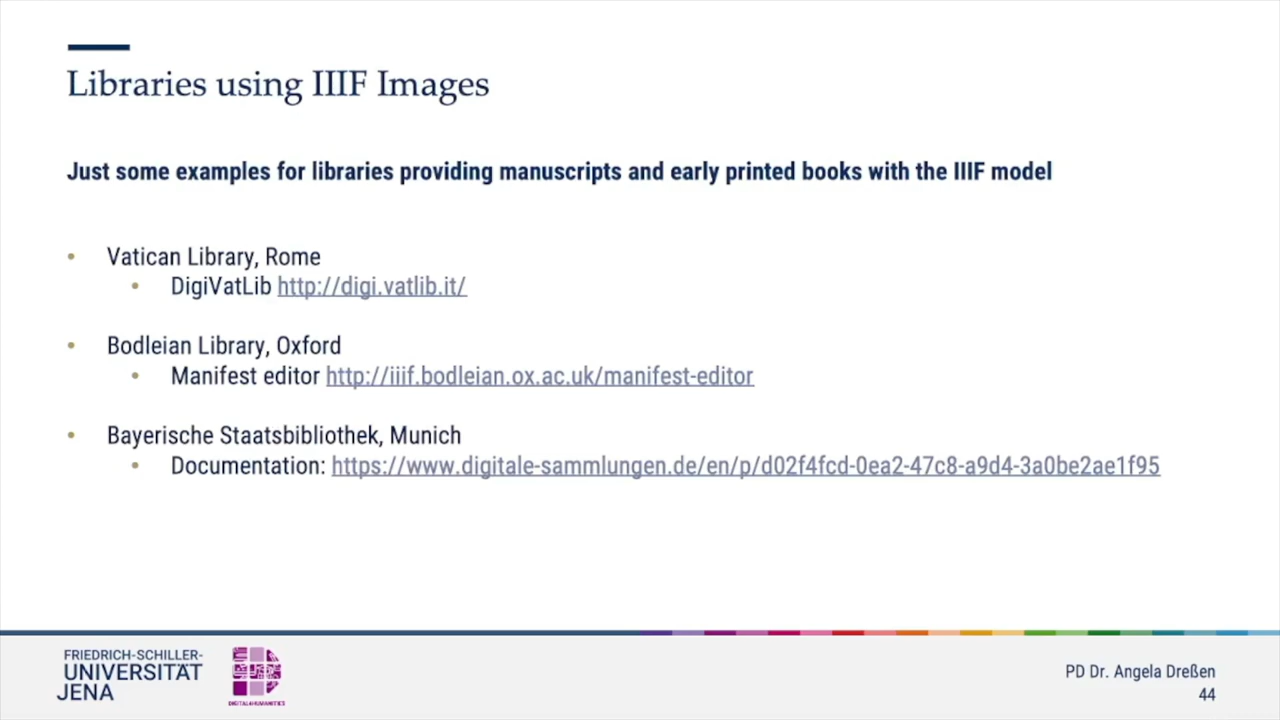 Libraries using IIIF Images
Just some examples for libraries providing manuscripts and early printed books with the IIIF model
• Vatican Library, Rome
• DigiVatLib http://digi.vatlib.it/
• Bodleian Library, Oxford
• Manifest editor http://iiif.bodleian.ox.ac.uk/manifest-editor
• Bayerische Staatsbibliothek, Munich
• Documentation: https://www.digitale-sammlungen.de/en/p/d02f4fcd-0ea2-47c8-a9d4-3a0be2ae1f95
FRIEDRICH-SCHILLER-
UNIVERSITÄT
JENA
DIGITAL4HUMANITIES
PD Dr. Angela Dreßen
44